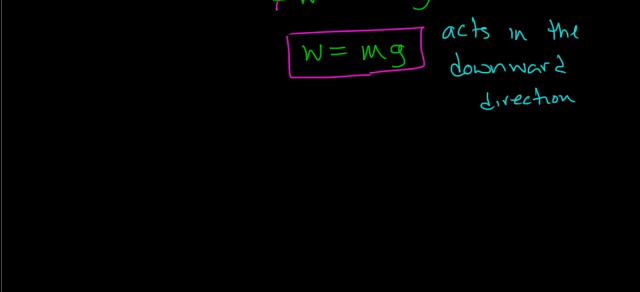 w = mg
acts in the
downward
direction